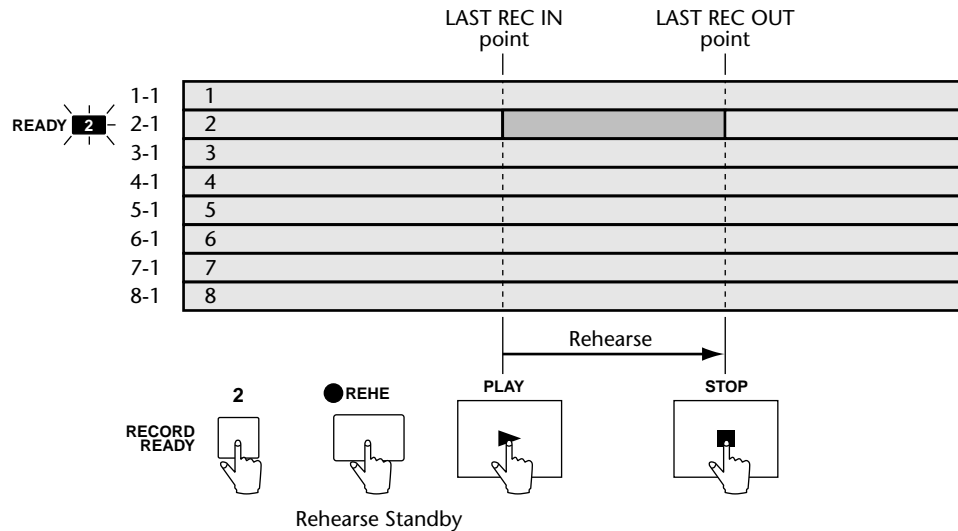 LAST REC IN
point
LAST REC OUT
point
1-1 1
READY 2 2-1 2
3-1 3
4-1 4
5-1 5
6-1 6
7-1 7
8-1 8
Rehearse
2 REHE PLAY STOP
RECORD
READY
Rehearse Standby